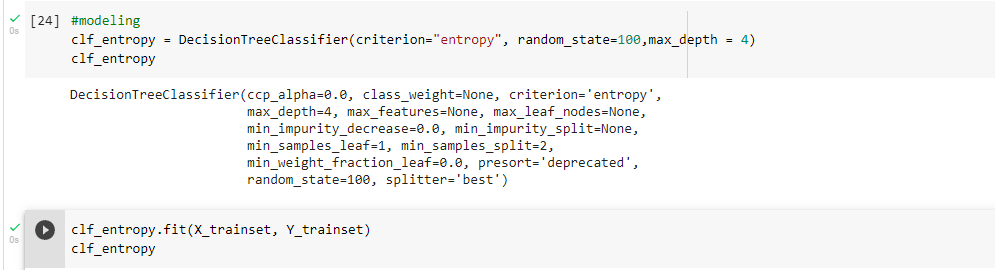 [24] #modeling
0s
clf_entropy = DecisionTreeClassifier(criterion="entropy", random_state=100,max_depth = 4)
clf_entropy
DecisionTreeClassifier(ccp_alpha=0.0, class_weight=None, criterion='entropy',
max_depth=4, max_features=None, max_leaf_nodes=None,
min_impurity_decrease=0.0, min_impurity_split=None,
min_samples_leaf=1, min_samples_split=2,
min_weight_fraction_leaf=0.0, presort='deprecated',
random_state=100, splitter='best')
clf_entropy.fit(X_trainset, Y_trainset)
0s
clf_entropy